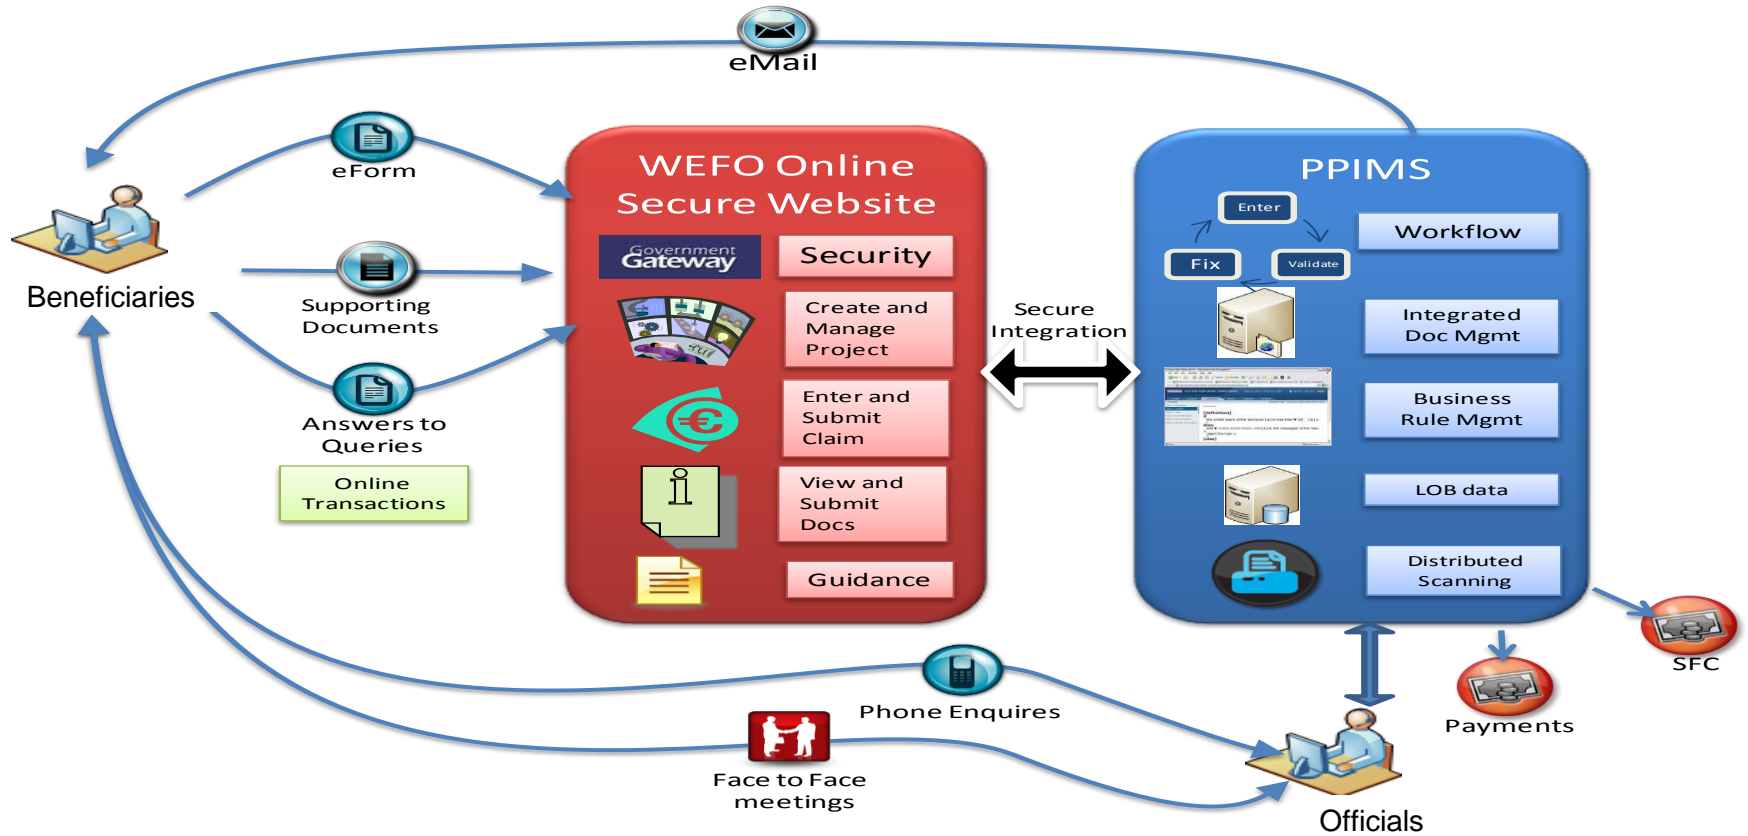 eMail
eForm
Beneficiaries
Supporting
Documents
Answers to
Queries
Online
Transactions
WEFO Online
Secure Website
Government
Gateway
Security
Create and
Manage
Project
Enter and
Submit
Claim
View and
Submit
Docs
Guidance
Secure
Integration
PPIMS
Enter
Validate
Fix
Workflow
Integrated
Doc Mgmt
Business
Rule Mgmt
LOB data
Distributed
Scanning
SFC
Payments
Phone Enquires
Face to Face
meetings
Officials